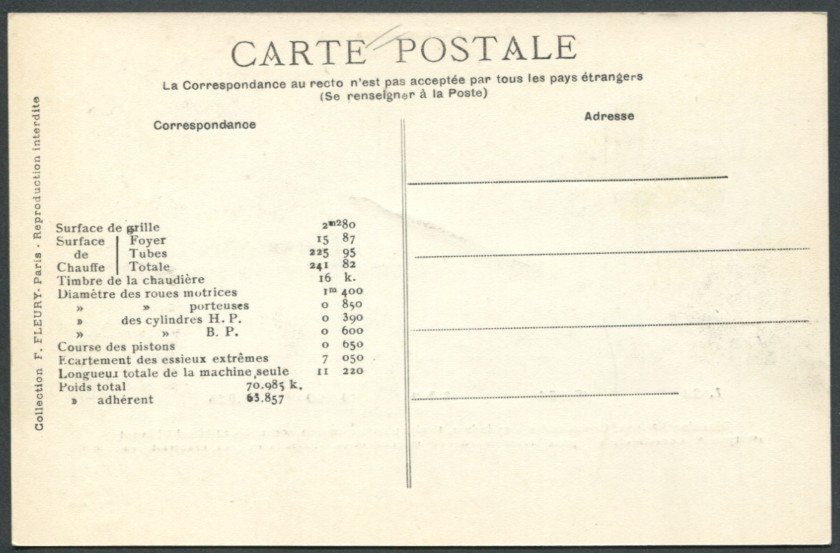 CARTE POSTALE
La Correspondance au recto n'est pas acceptée par tous les pays étrangers
(Se renseigner à la Poste)
Correspondance
Adresse
Collection F. FLEURY-Paris - Reproduction interdite
Surface de grille 2m280
Surface | Foyer 15 87
de | Tubes 225 95
Chauffe | Totale 241 82
Timbre de la chaudière 16 k.
Diamètre des roues motrices 1m 400
» » porteuses 0 850
» des cylindres H. P. 0 390
» » B. P. 0 600
Course des pistons 0 650
Ecartement des essieux extrêmes 7 050
Longueur totale de la machine seule 11 220
Poids total 70.985 k.
» adhérent 63.857